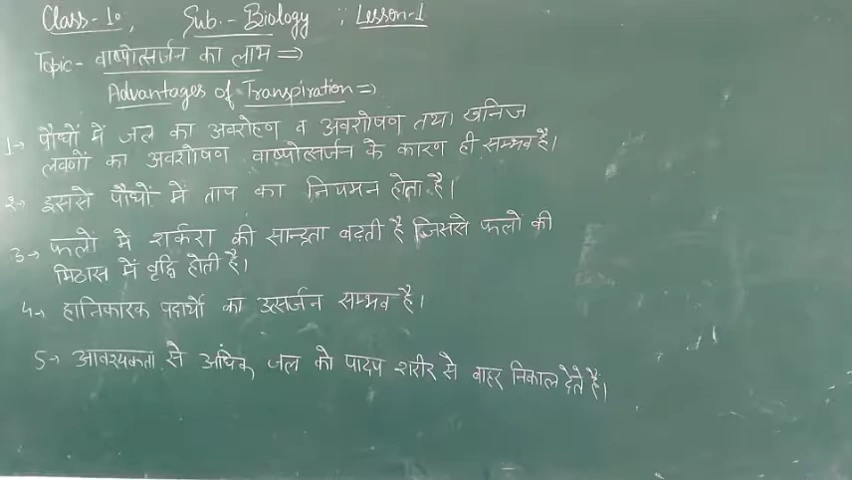 Class-10, Sub.- Biology ; Lesson-1
Topic- वाष्पोत्सर्जन का लाभ ⇒
Advantages of Transpiration ⇒
1→ पौधों में जल का अवरोहण व अवशोषण तथा खनिज
लवणों का अवशोषण वाष्पोत्सर्जन के कारण ही सम्भव है।
2→ इससे पौधों में ताप का नियमन होता है।
3→ फलों में शर्करा की सान्द्रता बढ़ती है जिससे फलों की
मिठास में वृद्धि होती है।
4→ हानिकारक पदार्थो का उत्सर्जन सम्भव है।
5→ आवश्यकता से अधिक जल को पादप शरीर से बाहर निकाल देते है।